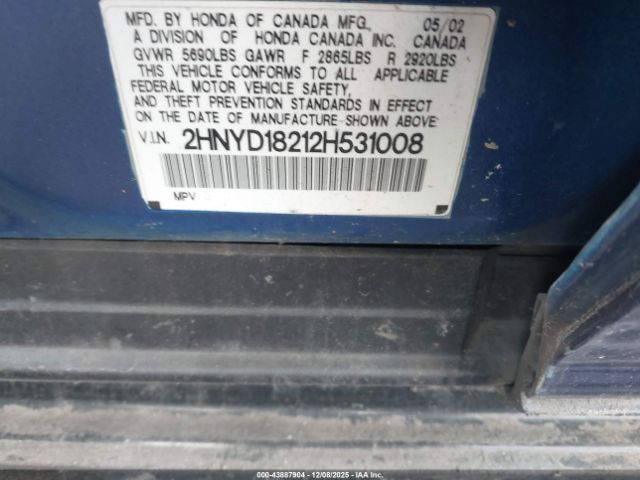 MFD. BY HONDA OF CANADA MFG. 05/02
A DIVISION OF HONDA CANADA INC. CANADA
GVWR 5690LBS GAWR F 2865LBS R 2920LBS
THIS VEHICLE CONFORMS TO ALL APPLICABLE
FEDERAL MOTOR VEHICLE SAFETY,
AND THEFT PREVENTION STANDARDS IN EFFECT
ON THE DATE OF MANUFACTURE SHOWN ABOVE.
V.I.N. 2HNYD18212H531008
MPV
00-43887904 | 12/08/2025 - IAA Inc.